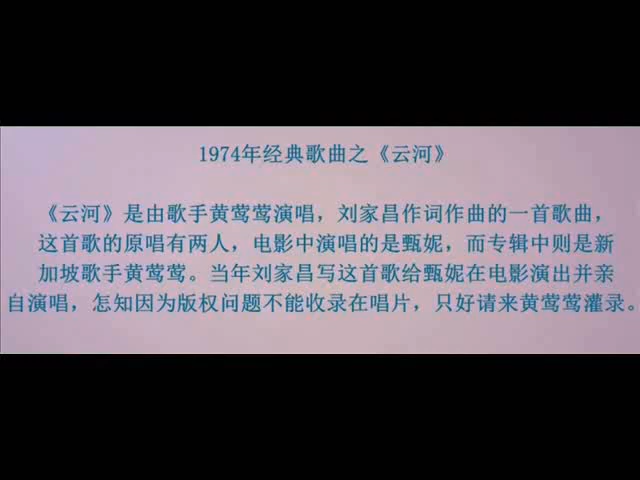 1974年经典歌曲之《云河》
《云河》是由歌手黄莺莺演唱，刘家昌作词作曲的一首歌曲，
这首歌的原唱有两人，电影中演唱的是甄妮，而专辑中则是新
加坡歌手黄莺莺。当年刘家昌写这首歌给甄妮在电影演出并亲
自演唱，怎知因为版权问题不能收录在唱片，只好请来黄莺莺灌录。